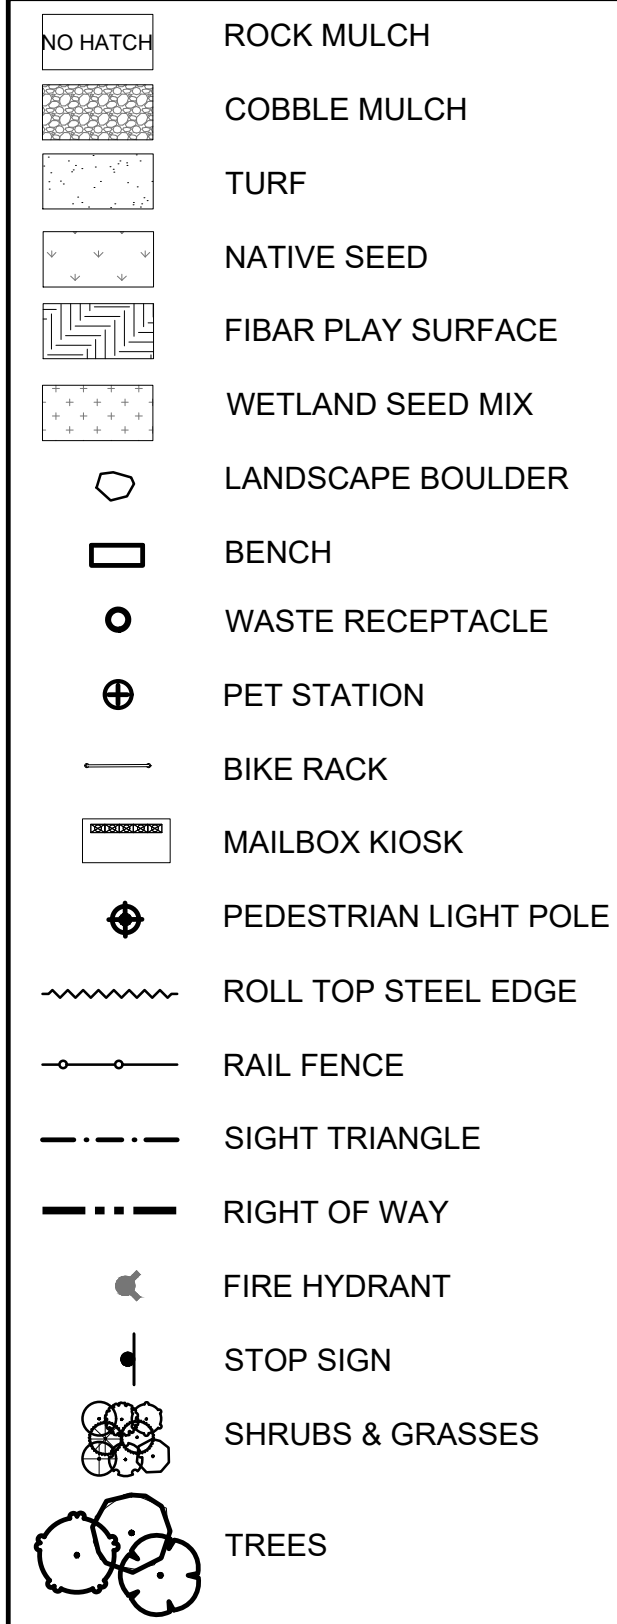 NO HATCH ROCK MULCH
COBBLE MULCH
TURF
NATIVE SEED
FIBAR PLAY SURFACE
WETLAND SEED MIX
LANDSCAPE BOULDER
BENCH
WASTE RECEPTACLE
PET STATION
BIKE RACK
MAILBOX KIOSK
PEDESTRIAN LIGHT POLE
ROLL TOP STEEL EDGE
RAIL FENCE
SIGHT TRIANGLE
RIGHT OF WAY
FIRE HYDRANT
STOP SIGN
SHRUBS & GRASSES
TREES